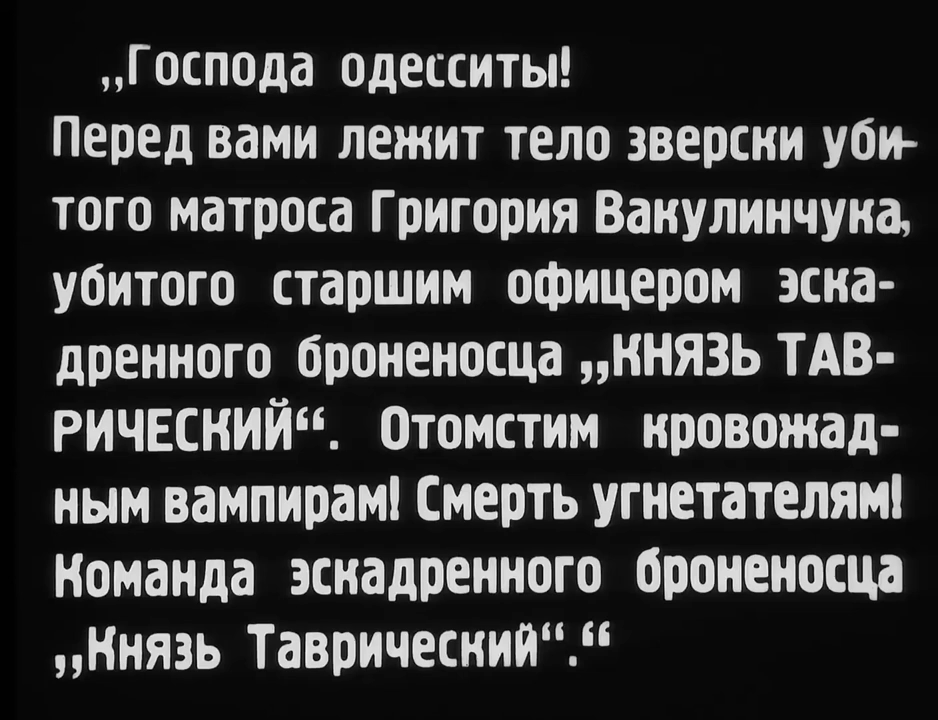 „Господа одесситы!
Перед вами лежит тело зверски уби-
того матроса Григория Вакулинчука,
убитого старшим офицером эска-
дренного броненосца „КНЯЗЬ ТАВ-
РИЧЕСКИЙ“. Отомстим кровожад-
ным вампирам! Смерть угнетателям!
Команда эскадренного броненосца
„Князь Таврический“.“